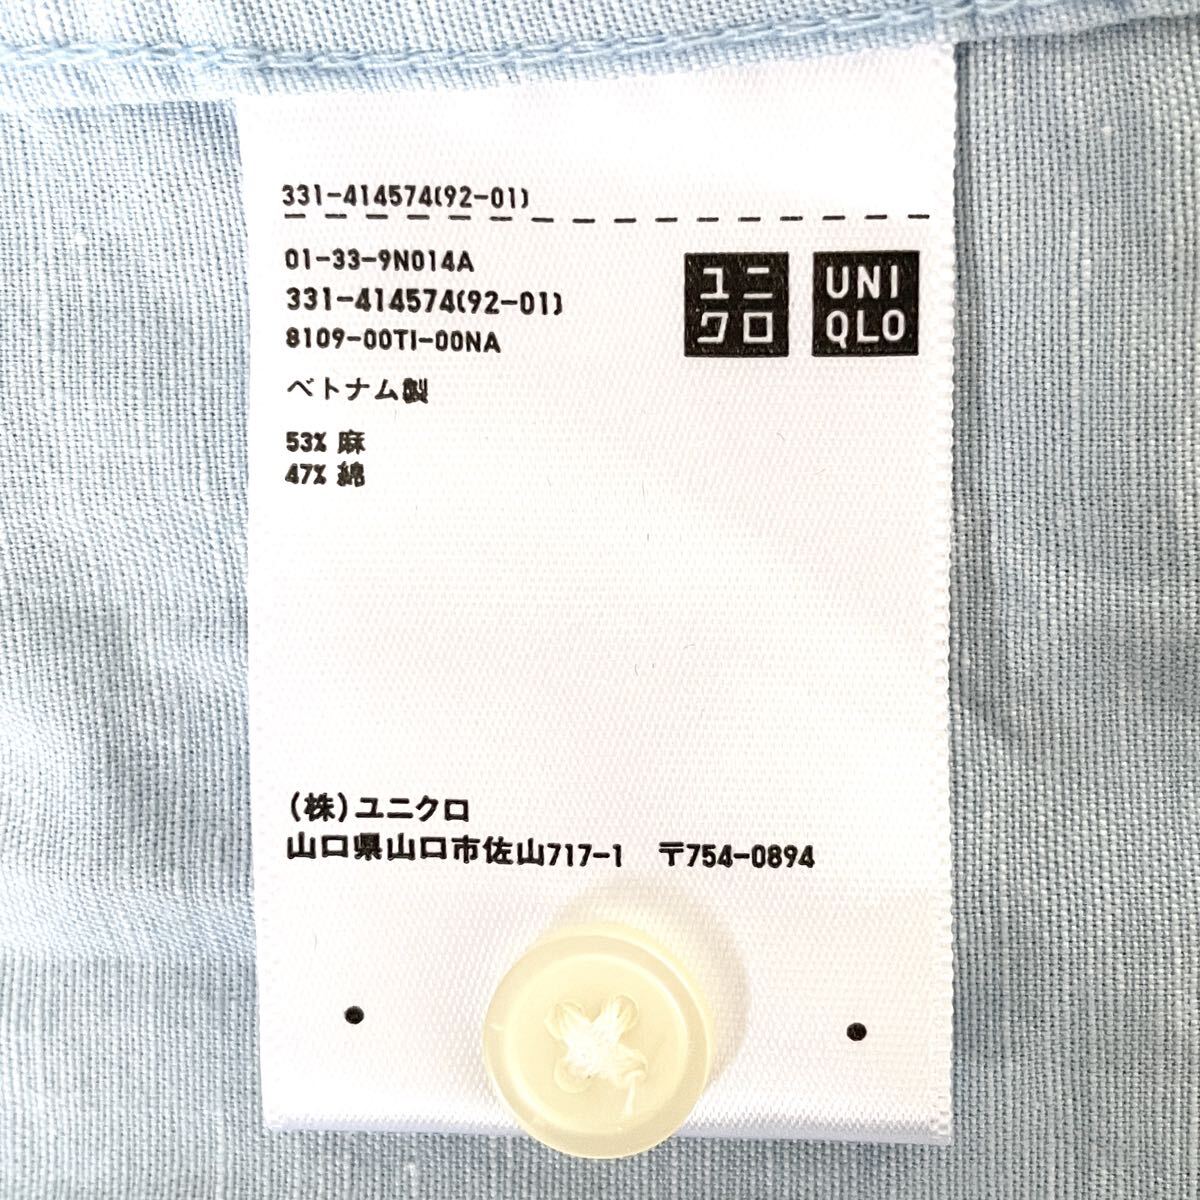 331-414574(92-01)
01-33-9N014A
331-414574(92-01)
8109-00TI-00NA
ユニ
クロ
UNI
QLO
ベトナム製
53% 麻
47% 綿
(株)ユニクロ
山口県山口市佐山717-1 〒754-0894